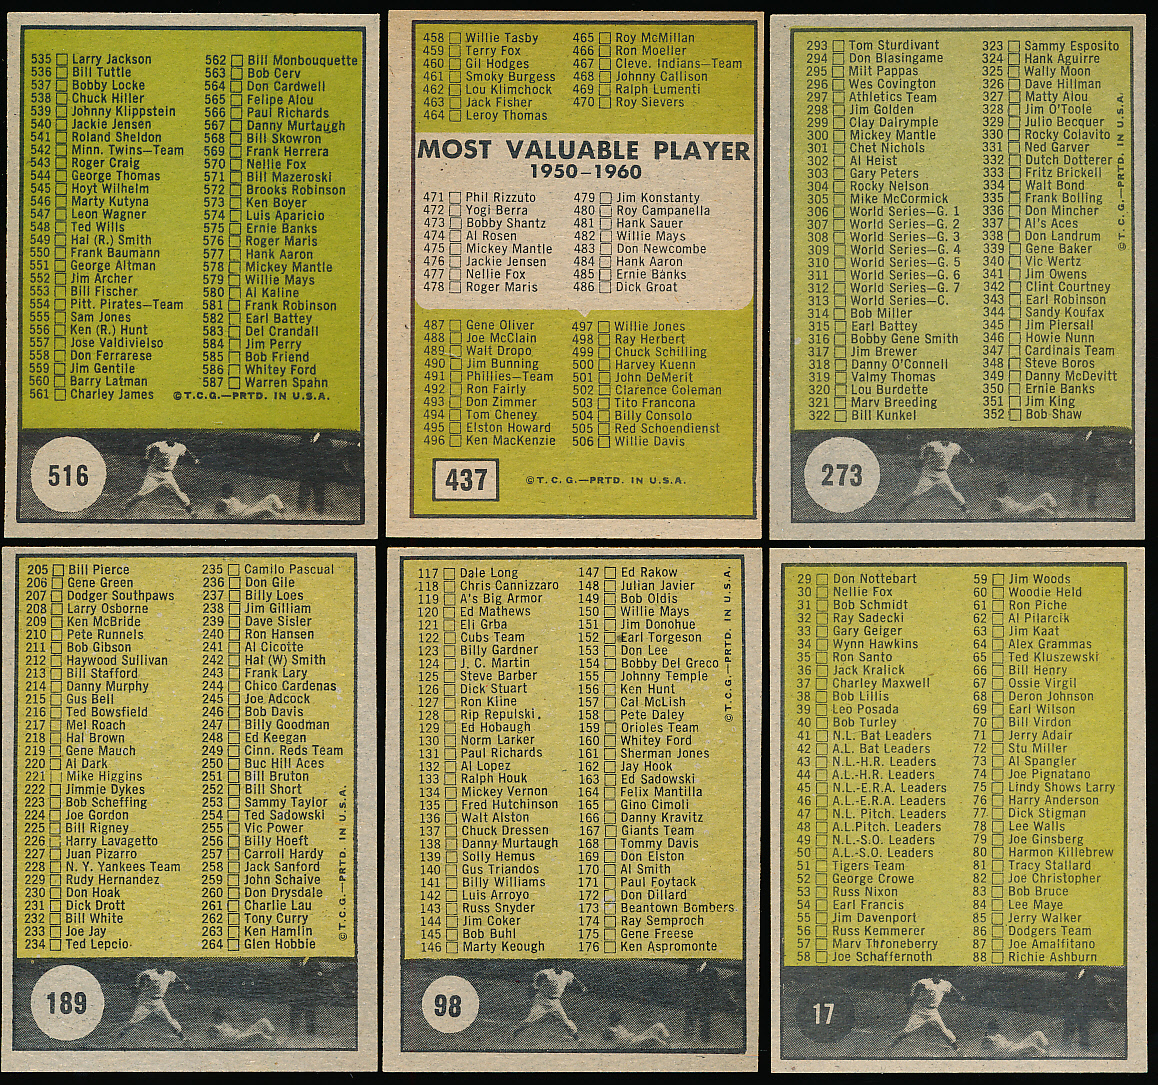 535 Larry Jackson
536 Bill Tuttle
537 Bobby Locke
538 Chuck Hiller
539 Johnny Klippstein
540 Jackie Jensen
541 Roland Sheldon
542 Minn. Twins—Team
543 Roger Craig
544 George Thomas
545 Hoyt Wilhelm
546 Marty Kutyna
547 Leon Wagner
548 Ted Wills
549 Hal (R.) Smith
550 Frank Baumann
551 George Altman
552 Jim Archer
553 Bill Fischer
554 Pitt. Pirates—Team
555 Sam Jones
556 Ken (R.) Hunt
557 Jose Valdivielso
558 Don Ferrarese
559 Jim Gentile
560 Barry Latman
561 Charley James
562 Bill Monbouquette
563 Bob Cerv
564 Don Cardwell
565 Felipe Alou
566 Paul Richards
567 Danny Murtaugh
568 Bill Skowron
569 Frank Herrera
570 Nellie Fox
571 Bill Mazeroski
572 Brooks Robinson
573 Ken Boyer
574 Luis Aparicio
575 Ernie Banks
576 Roger Maris
577 Hank Aaron
578 Mickey Mantle
579 Willie Mays
580 Al Kaline
581 Frank Robinson
582 Earl Battey
583 Del Crandall
584 Jim Perry
585 Bob Friend
586 Whitey Ford
587 Warren Spahn
©T.C.G.—PRTD. IN U.S.A.
516
458 Willie Tasby
459 Terry Fox
460 Gil Hodges
461 Smoky Burgess
462 Lou Klimchock
463 Jack Fisher
464 Leroy Thomas
465 Roy McMillan
466 Ron Moeller
467 Cleve. Indians—Team
468 Johnny Callison
469 Ralph Lumenti
470 Roy Sievers
MOST VALUABLE PLAYER
1950-1960
471 Phil Rizzuto
472 Yogi Berra
473 Bobby Shantz
474 Al Rosen
475 Mickey Mantle
476 Jackie Jensen
477 Nellie Fox
478 Roger Maris
479 Jim Konstanty
480 Roy Campanella
481 Hank Sauer
482 Willie Mays
483 Don Newcombe
484 Hank Aaron
485 Ernie Banks
486 Dick Groat
487 Gene Oliver
488 Joe McClain
489 Walt Dropo
490 Jim Bunning
491 Phillies—Team
492 Ron Fairly
493 Don Zimmer
494 Tom Cheney
495 Elston Howard
496 Ken MacKenzie
497 Willie Jones
498 Ray Herbert
499 Chuck Schilling
500 Harvey Kuenn
501 John DeMerit
502 Clarence Coleman
503 Tito Francona
504 Billy Consolo
505 Red Schoendienst
506 Willie Davis
437
©T. C. G.—PRTD. IN U.S.A.
293 Tom Sturdivant
294 Don Blasingame
295 Milt Pappas
296 Wes Covington
297 Athletics Team
298 Jim Golden
299 Clay Dalrymple
300 Mickey Mantle
301 Chet Nichols
302 Al Heist
303 Gary Peters
304 Rocky Nelson
305 Mike McCormick
306 World Series—G. 1
307 World Series—G. 2
308 World Series—G. 3
309 World Series—G. 4
310 World Series—G. 5
311 World Series—G. 6
312 World Series—G. 7
313 World Series—C.
314 Bob Miller
315 Earl Battey
316 Bobby Gene Smith
317 Jim Brewer
318 Danny O'Connell
319 Valmy Thomas
320 Lou Burdette
321 Marv Breeding
322 Bill Kunkel
323 Sammy Esposito
324 Hank Aguirre
325 Wally Moon
326 Dave Hillman
327 Matty Alou
328 Jim O'Toole
329 Julio Becquer
330 Rocky Colavito
331 Ned Garver
332 Dutch Dotterer
333 Fritz Brickell
334 Walt Bond
335 Frank Bolling
336 Don Mincher
337 Al's Aces
338 Don Landrum
339 Gene Baker
340 Vic Wertz
341 Jim Owens
342 Clint Courtney
343 Earl Robinson
344 Sandy Koufax
345 Jim Piersall
346 Howie Nunn
347 Cardinals Team
348 Steve Boros
349 Danny McDevitt
350 Ernie Banks
351 Jim King
352 Bob Shaw
©T.C.G.—PRTD. IN U.S.A.
273
205 Bill Pierce
206 Gene Green
207 Dodger Southpaws
208 Larry Osborne
209 Ken McBride
210 Pete Runnels
211 Bob Gibson
212 Haywood Sullivan
213 Bill Stafford
214 Danny Murphy
215 Gus Bell
216 Ted Bowsfield
217 Mel Roach
218 Hal Brown
219 Gene Mauch
220 Al Dark
221 Mike Higgins
222 Jimmie Dykes
223 Bob Scheffing
224 Joe Gordon
225 Bill Rigney
226 Harry Lavagetto
227 Juan Pizarro
228 N. Y. Yankees Team
229 Rudy Hernandez
230 Don Hoak
231 Dick Drott
232 Bill White
233 Joe Jay
234 Ted Lepcio
235 Camilo Pascual
236 Don Gile
237 Billy Loes
238 Jim Gilliam
239 Dave Sisler
240 Ron Hansen
241 Al Cicotte
242 Hal (W) Smith
243 Frank Lary
244 Chico Cardenas
245 Joe Adcock
246 Bob Davis
247 Billy Goodman
248 Ed Keegan
249 Cinn. Reds Team
250 Buc Hill Aces
251 Bill Bruton
252 Bill Short
253 Sammy Taylor
254 Ted Sadowski
255 Vic Power
256 Billy Hoeft
257 Carroll Hardy
258 Jack Sanford
259 John Schaive
260 Don Drysdale
261 Charlie Lau
262 Tony Curry
263 Ken Hamlin
264 Glen Hobbie
©T.C.G.—PRTD. IN U.S.A.
189
117 Dale Long
118 Chris Cannizzaro
119 A's Big Armor
120 Ed Mathews
121 Eli Grba
122 Cubs Team
123 Billy Gardner
124 J. C. Martin
125 Steve Barber
126 Dick Stuart
127 Ron Kline
128 Rip Repulski
129 Ed Hobaugh
130 Norm Larker
131 Paul Richards
132 Al Lopez
133 Ralph Houk
134 Mickey Vernon
135 Fred Hutchinson
136 Walt Alston
137 Chuck Dressen
138 Danny Murtaugh
139 Solly Hemus
140 Gus Triandos
141 Billy Williams
142 Luis Arroyo
143 Russ Snyder
144 Jim Coker
145 Bob Buhl
146 Marty Keough
147 Ed Rakow
148 Julian Javier
149 Bob Oldis
150 Willie Mays
151 Jim Donohue
152 Earl Torgeson
153 Don Lee
154 Bobby Del Greco
155 Johnny Temple
156 Ken Hunt
157 Cal McLish
158 Pete Daley
159 Orioles Team
160 Whitey Ford
161 Sherman Jones
162 Jay Hook
163 Ed Sadowski
164 Felix Mantilla
165 Gino Cimoli
166 Danny Kravitz
167 Giants Team
168 Tommy Davis
169 Don Elston
170 Al Smith
171 Paul Foytack
172 Don Dillard
173 Beantown Bombers
174 Ray Semproch
175 Gene Freese
176 Ken Aspromonte
©T.C.G.—PRTD. IN U.S.A.
98
29 Don Nottebart
30 Nellie Fox
31 Bob Schmidt
32 Ray Sadecki
33 Gary Geiger
34 Wynn Hawkins
35 Ron Santo
36 Jack Kralick
37 Charley Maxwell
38 Bob Lillis
39 Leo Posada
40 Bob Turley
41 N.L. Bat Leaders
42 A.L. Bat Leaders
43 N.L.-H.R. Leaders
44 A.L.-H.R. Leaders
45 N.L.-E.R.A. Leaders
46 A.L.-E.R.A. Leaders
47 N.L. Pitch. Leaders
48 A.L.Pitch. Leaders
49 N.L.-S.O. Leaders
50 A.L.-S.O. Leaders
51 Tigers Team
52 George Crowe
53 Russ Nixon
54 Earl Francis
55 Jim Davenport
56 Russ Kemmerer
57 Marv Throneberry
58 Joe Schaffernoth
59 Jim Woods
60 Woodie Held
61 Ron Piche
62 Al Pilarcik
63 Jim Kaat
64 Alex Grammas
65 Ted Kluszewski
66 Bill Henry
67 Ossie Virgil
68 Deron Johnson
69 Earl Wilson
70 Bill Virdon
71 Jerry Adair
72 Stu Miller
73 Al Spangler
74 Joe Pignatano
75 Lindy Shows Larry
76 Harry Anderson
77 Dick Stigman
78 Lee Walls
79 Joe Ginsberg
80 Harmon Killebrew
81 Tracy Stallard
82 Joe Christopher
83 Bob Bruce
84 Lee Maye
85 Jerry Walker
86 Dodgers Team
87 Joe Amalfitano
88 Richie Ashburn
17